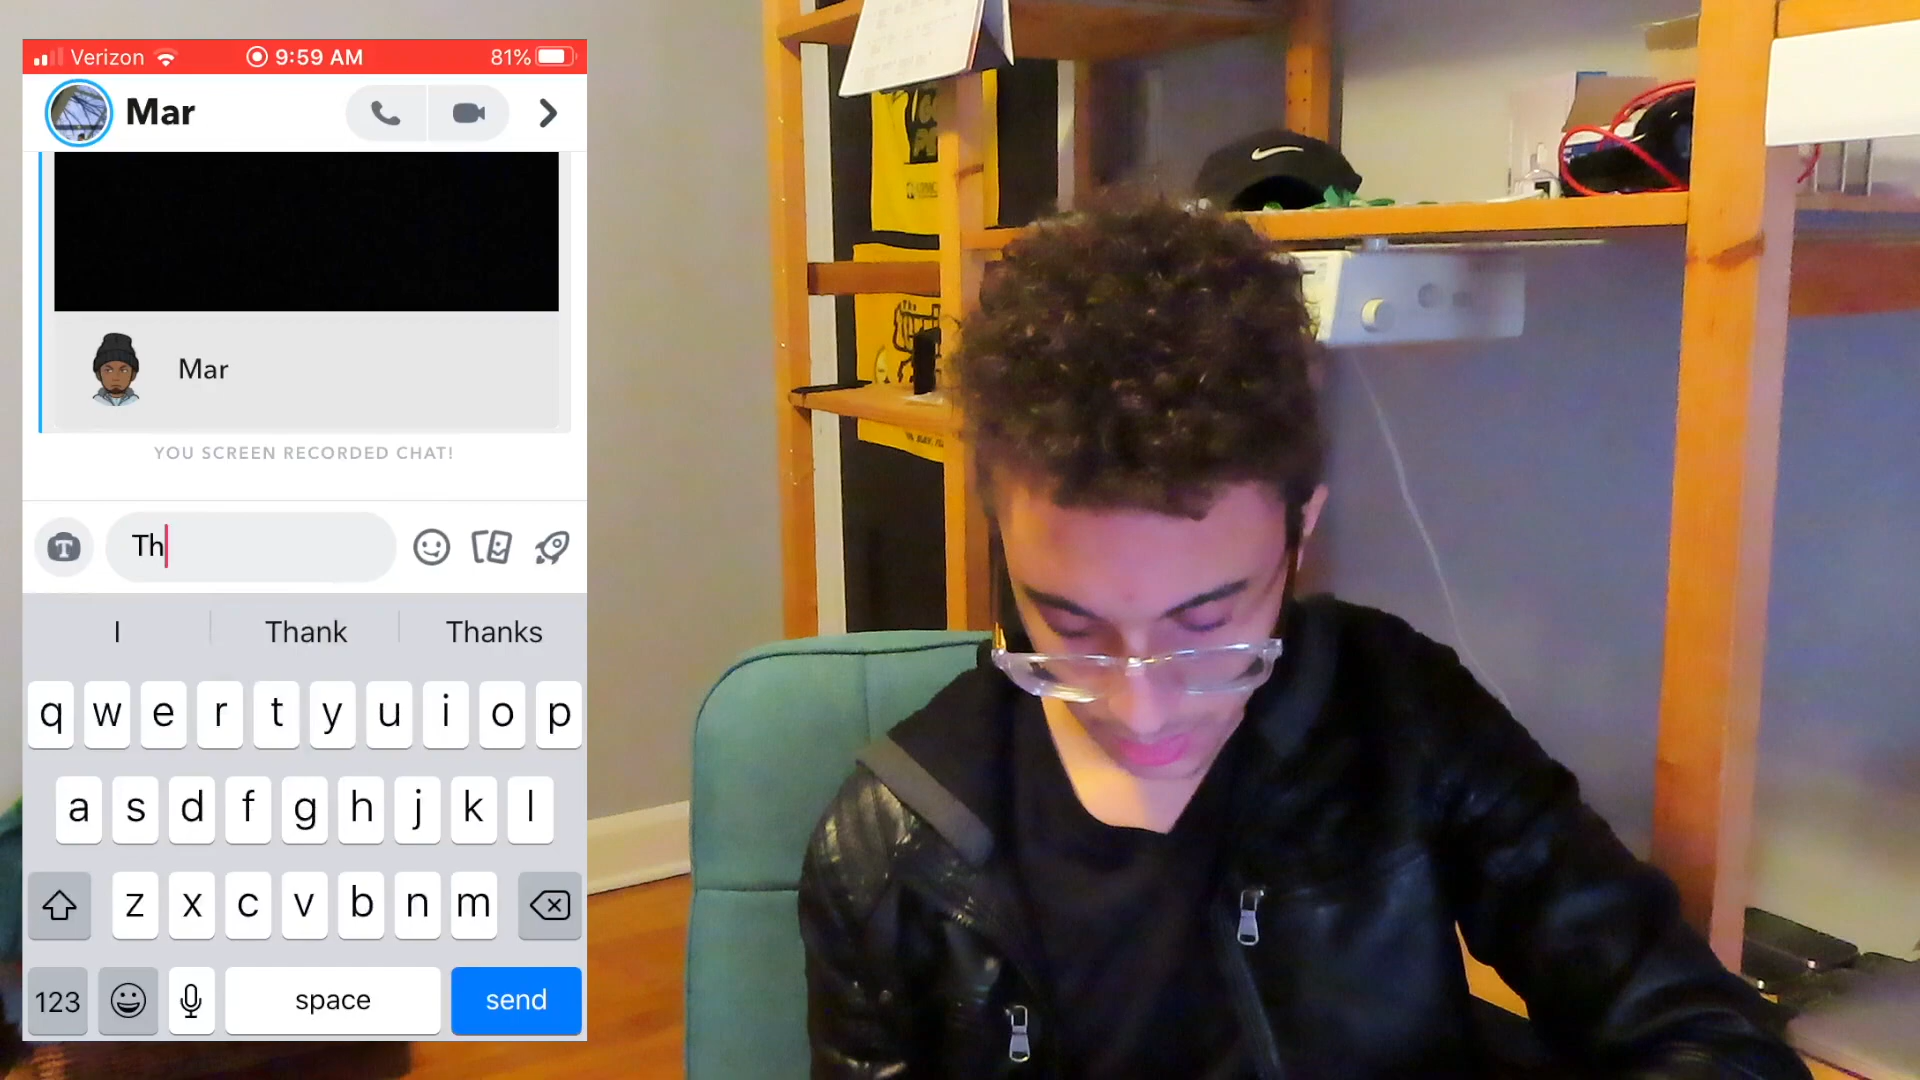 Verizon 9:59 AM 81%
Mar
Mar
YOU SCREEN RECORDED CHAT!
T Th
I Thank Thanks
q w e r t y u i o p
a s d f g h j k l
z x c v b n m
123 space send